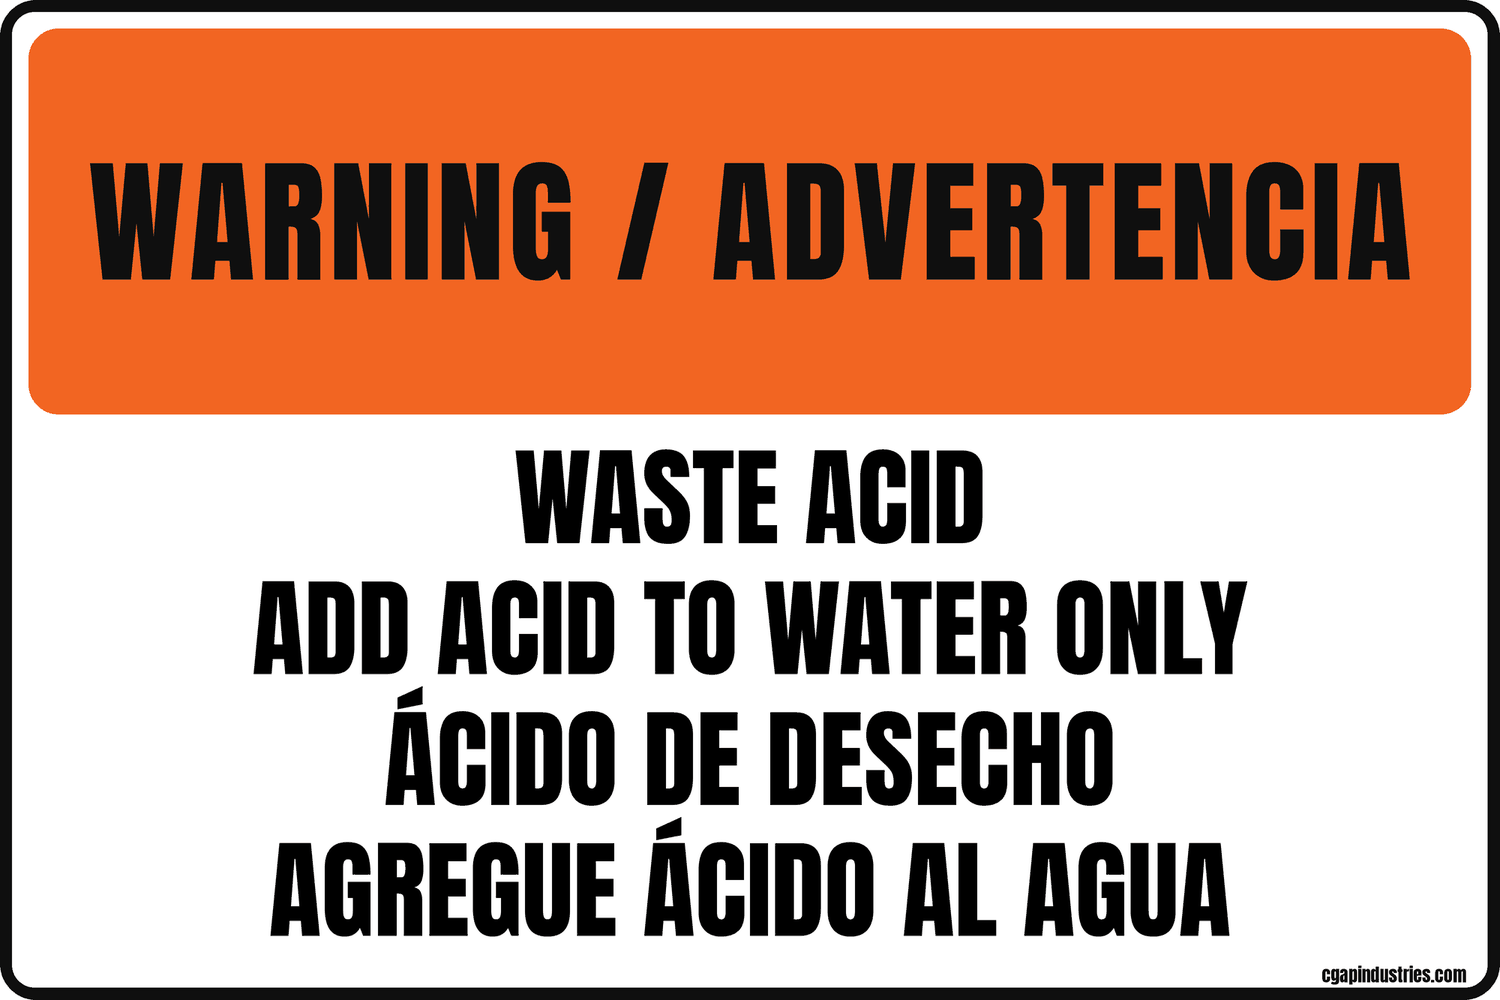 WARNING / ADVERTENCIA
WASTE ACID
ADD ACID TO WATER ONLY
ÁCIDO DE DESECHO
AGREGUE ÁCIDO AL AGUA
cgapindustries.com